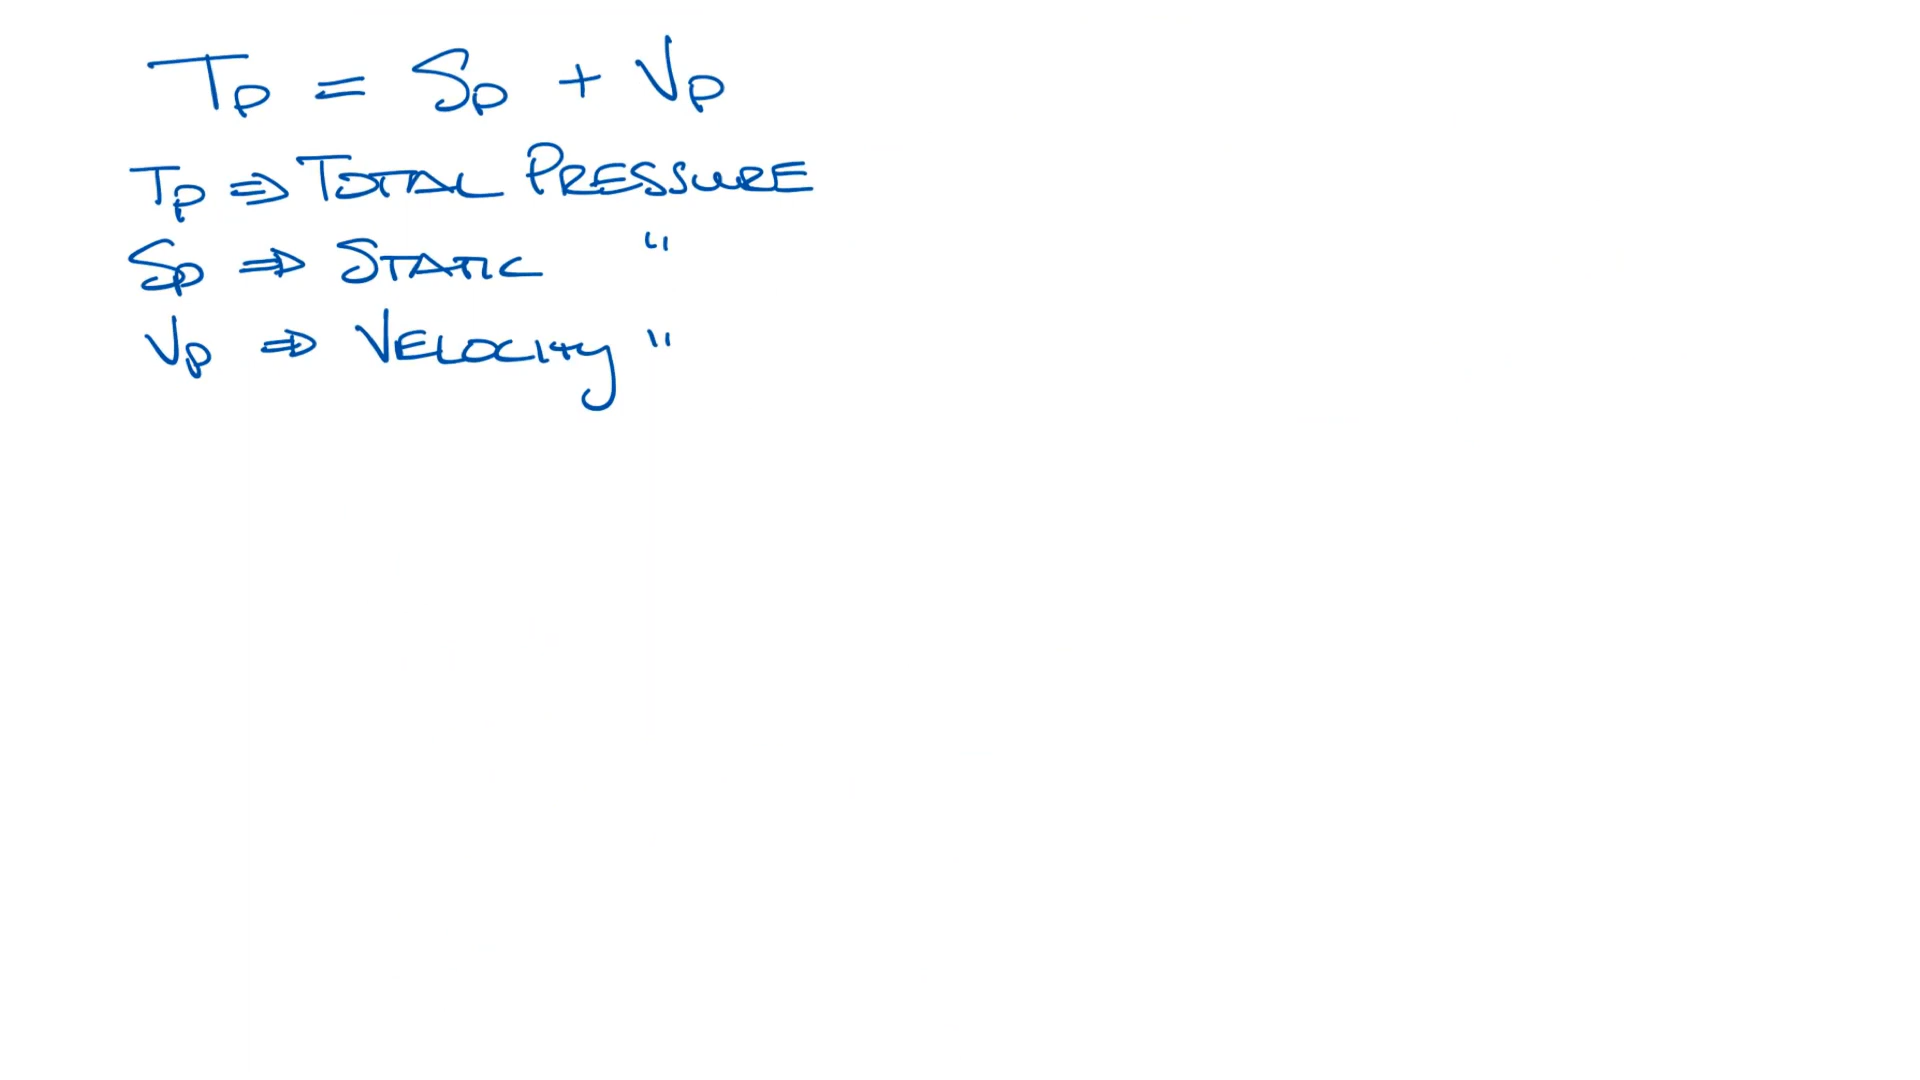 Tp = Sp + Vp
Tp ⇒ TOTAL PRESSURE
Sp ⇒ STATIC "
Vp ⇒ VELOCITY "